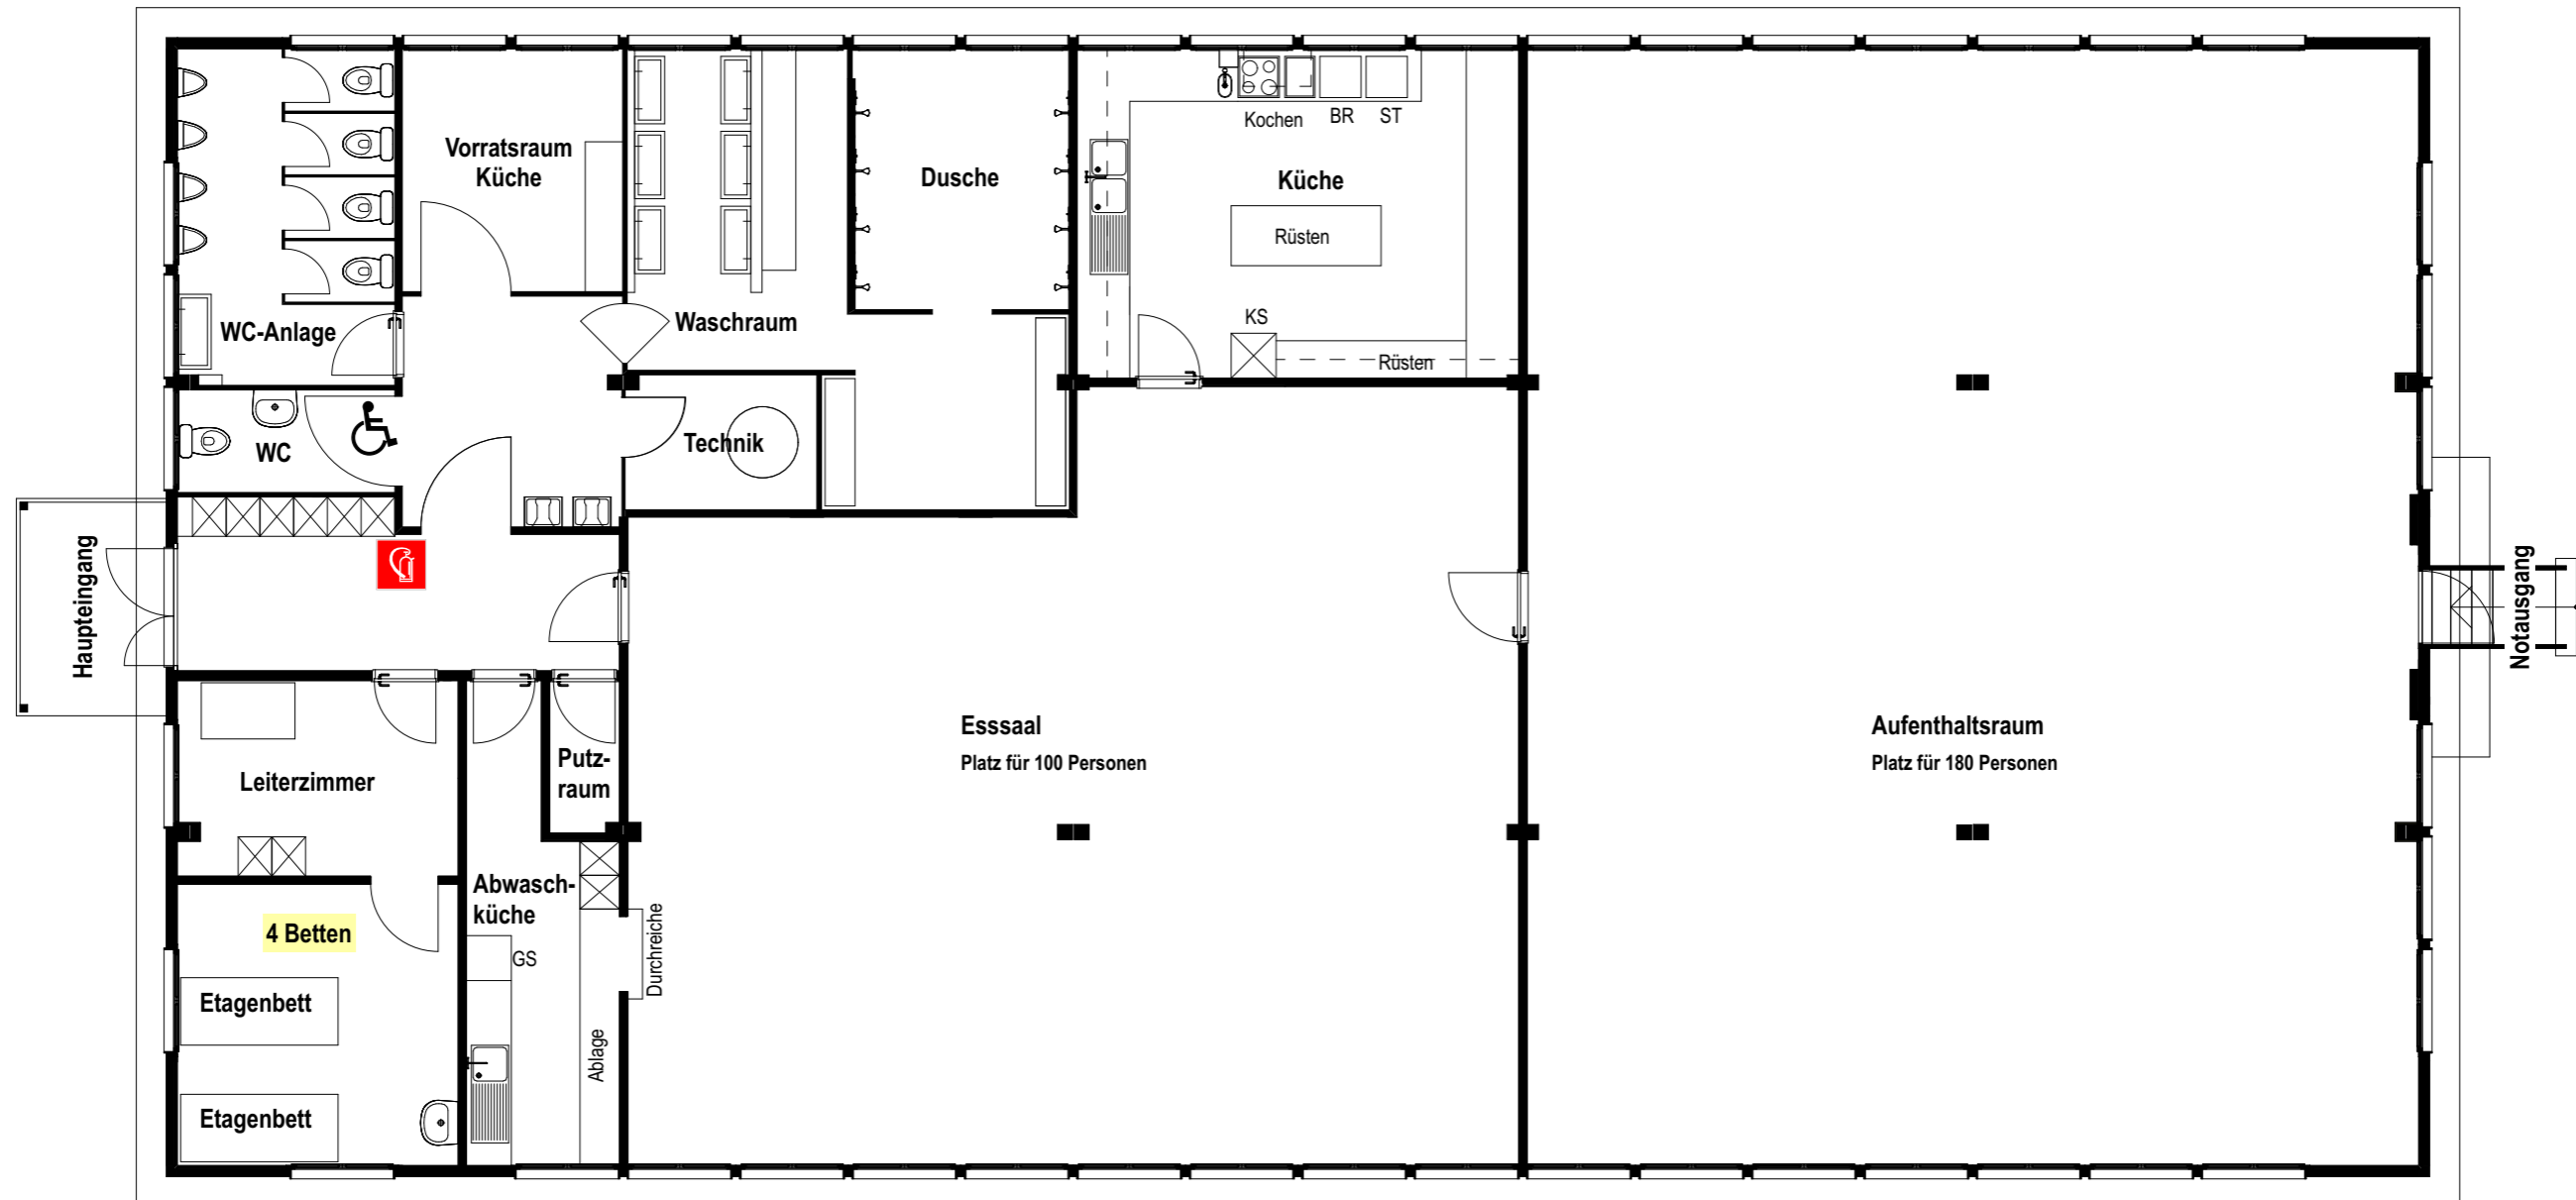 Kochen
BR
ST
Vorratsraum
Küche
Dusche
Küche
Rüsten
WC-Anlage
Waschraum
KS
Rüsten
WC
Technik
Haupteingang
Notausgang
Esssaal
Platz für 100 Personen
Aufenthaltsraum
Platz für 180 Personen
Leiterzimmer
Putz-
raum
Abwasch-
küche
4 Betten
GS
Durchreiche
Etagenbett
Ablage
Etagenbett